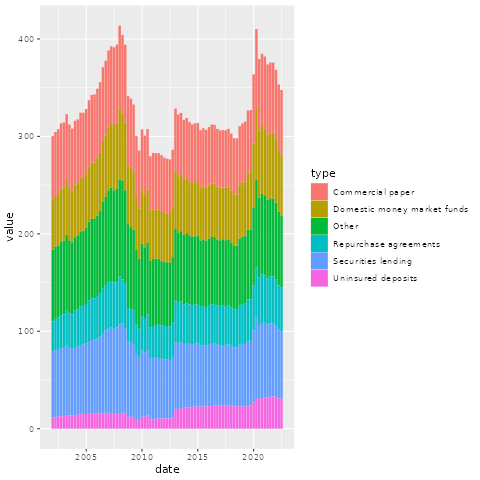 400
300
200
100
0
value
2005
2010
2015
2020
date
type
Commercial paper
Domestic money market funds
Other
Repurchase agreements
Securities lending
Uninsured deposits